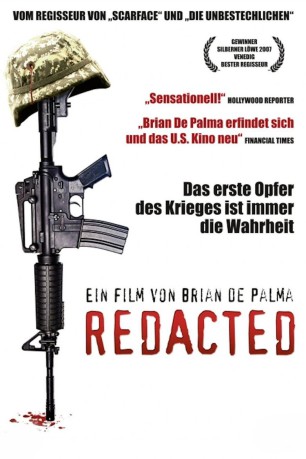 VOM REGISSEUR VON „SCARFACE“ UND „DIE UNBESTECHLICHEN“
GEWINNER
SILBERNER LÖWE 2007
VENEDIG
BESTER REGISSEUR
„Sensationell!“ HOLLYWOOD REPORTER
„Brian De Palma erfindet sich
und das U.S. Kino neu“ FINANCIAL TIMES
Das erste Opfer
des Krieges ist immer
die Wahrheit
EIN FILM VON BRIAN DE PALMA
REDACTED